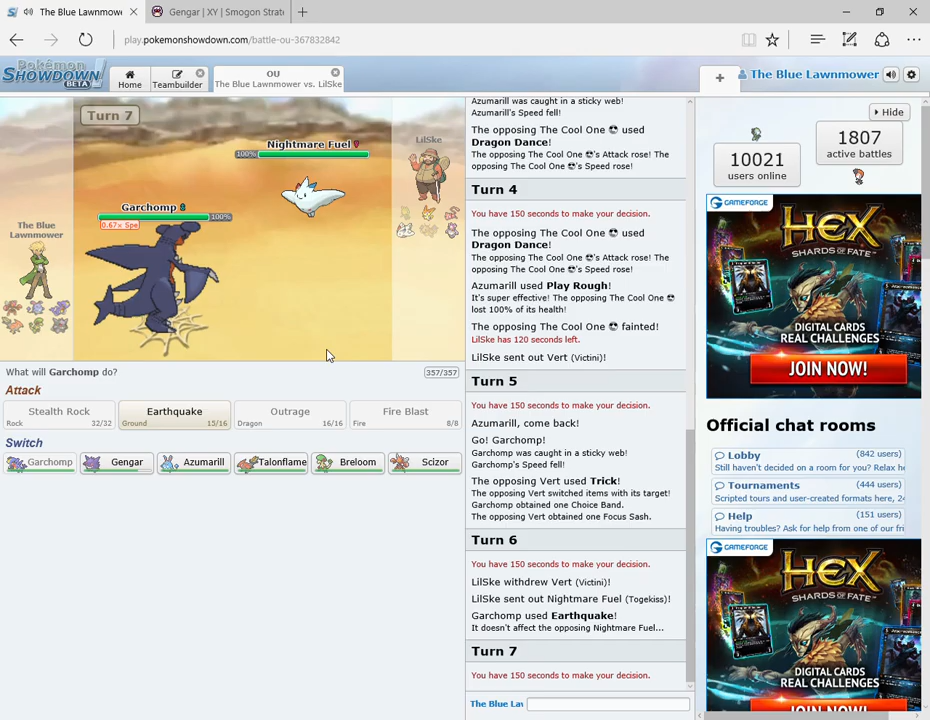 The Blue Lawnmowe
Gengar | XY | Smogon Strat
play.pokemonshowdown.com/battle-ou-367832842
Pokémon
SHOWDOWN
BETA
Home
Teambuilder
OU
The Blue Lawnmower vs. LilSke
The Blue Lawnmower
Hide
Turn 7
Nightmare Fuel
100%
LilSke
Garchomp
100%
0.67x Spe
The Blue
Lawnmower
What will Garchomp do?
357/357
Attack
Stealth Rock
Rock 32/32
Earthquake
Ground 15/16
Outrage
Dragon 16/16
Fire Blast
Fire 8/8
Switch
Garchomp
Gengar
Azumarill
Talonflame
Breloom
Scizor
Azumarill was caught in a sticky web!
Azumarill's Speed fell!
The opposing The Cool One 😎 used
Dragon Dance!
The opposing The Cool One 😎's Attack rose! The
opposing The Cool One 😎's Speed rose!
Turn 4
You have 150 seconds to make your decision.
The opposing The Cool One 😎 used
Dragon Dance!
The opposing The Cool One 😎's Attack rose! The
opposing The Cool One 😎's Speed rose!
Azumarill used Play Rough!
It's super effective! The opposing The Cool One 😎
lost 100% of its health!
The opposing The Cool One 😎 fainted!
LilSke has 120 seconds left.
LilSke sent out Vert (Victini)!
Turn 5
You have 150 seconds to make your decision.
Azumarill, come back!
Go! Garchomp!
Garchomp was caught in a sticky web!
Garchomp's Speed fell!
The opposing Vert used Trick!
The opposing Vert switched items with its target!
Garchomp obtained one Choice Band.
The opposing Vert obtained one Focus Sash.
Turn 6
You have 150 seconds to make your decision.
LilSke withdrew Vert (Victini)!
LilSke sent out Nightmare Fuel (Togekiss)!
Garchomp used Earthquake!
It doesn't affect the opposing Nightmare Fuel...
Turn 7
You have 150 seconds to make your decision.
The Blue Lav
10021
users online
1807
active battles
GAMEFORGE
HEX
SHARDS OF FATE
DIGITAL CARDS
REAL CHALLENGES
JOIN NOW!
Official chat rooms
Lobby (842 users)
Still haven't decided on a room for you? Relax he
Tournaments (444 users)
Scripted tours and user-created formats here, 24
Help (151 users)
Having troubles? Ask for help from one of our fri
GAMEFORGE
HEX
SHARDS OF FATE
DIGITAL CARDS
REAL CHALLENGES
JOIN NOW!